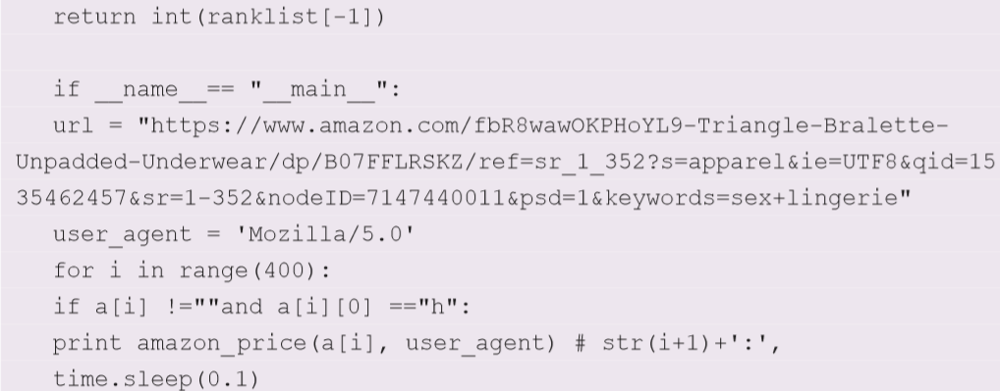 return int(ranklist[-1])
if __name__== "__main__":
url = "https://www.amazon.com/fbR8wawOKPHoYL9-Triangle-Bralette-
Unpadded-Underwear/dp/B07FFLRSKZ/ref=sr_1_352?s=apparel&ie=UTF8&qid=15
35462457&sr=1-352&nodeID=7147440011&psd=1&keywords=sex+lingerie"
user_agent = 'Mozilla/5.0'
for i in range(400):
if a[i] !=""and a[i][0] =="h":
print amazon_price(a[i], user_agent) # str(i+1)+':',
time.sleep(0.1)